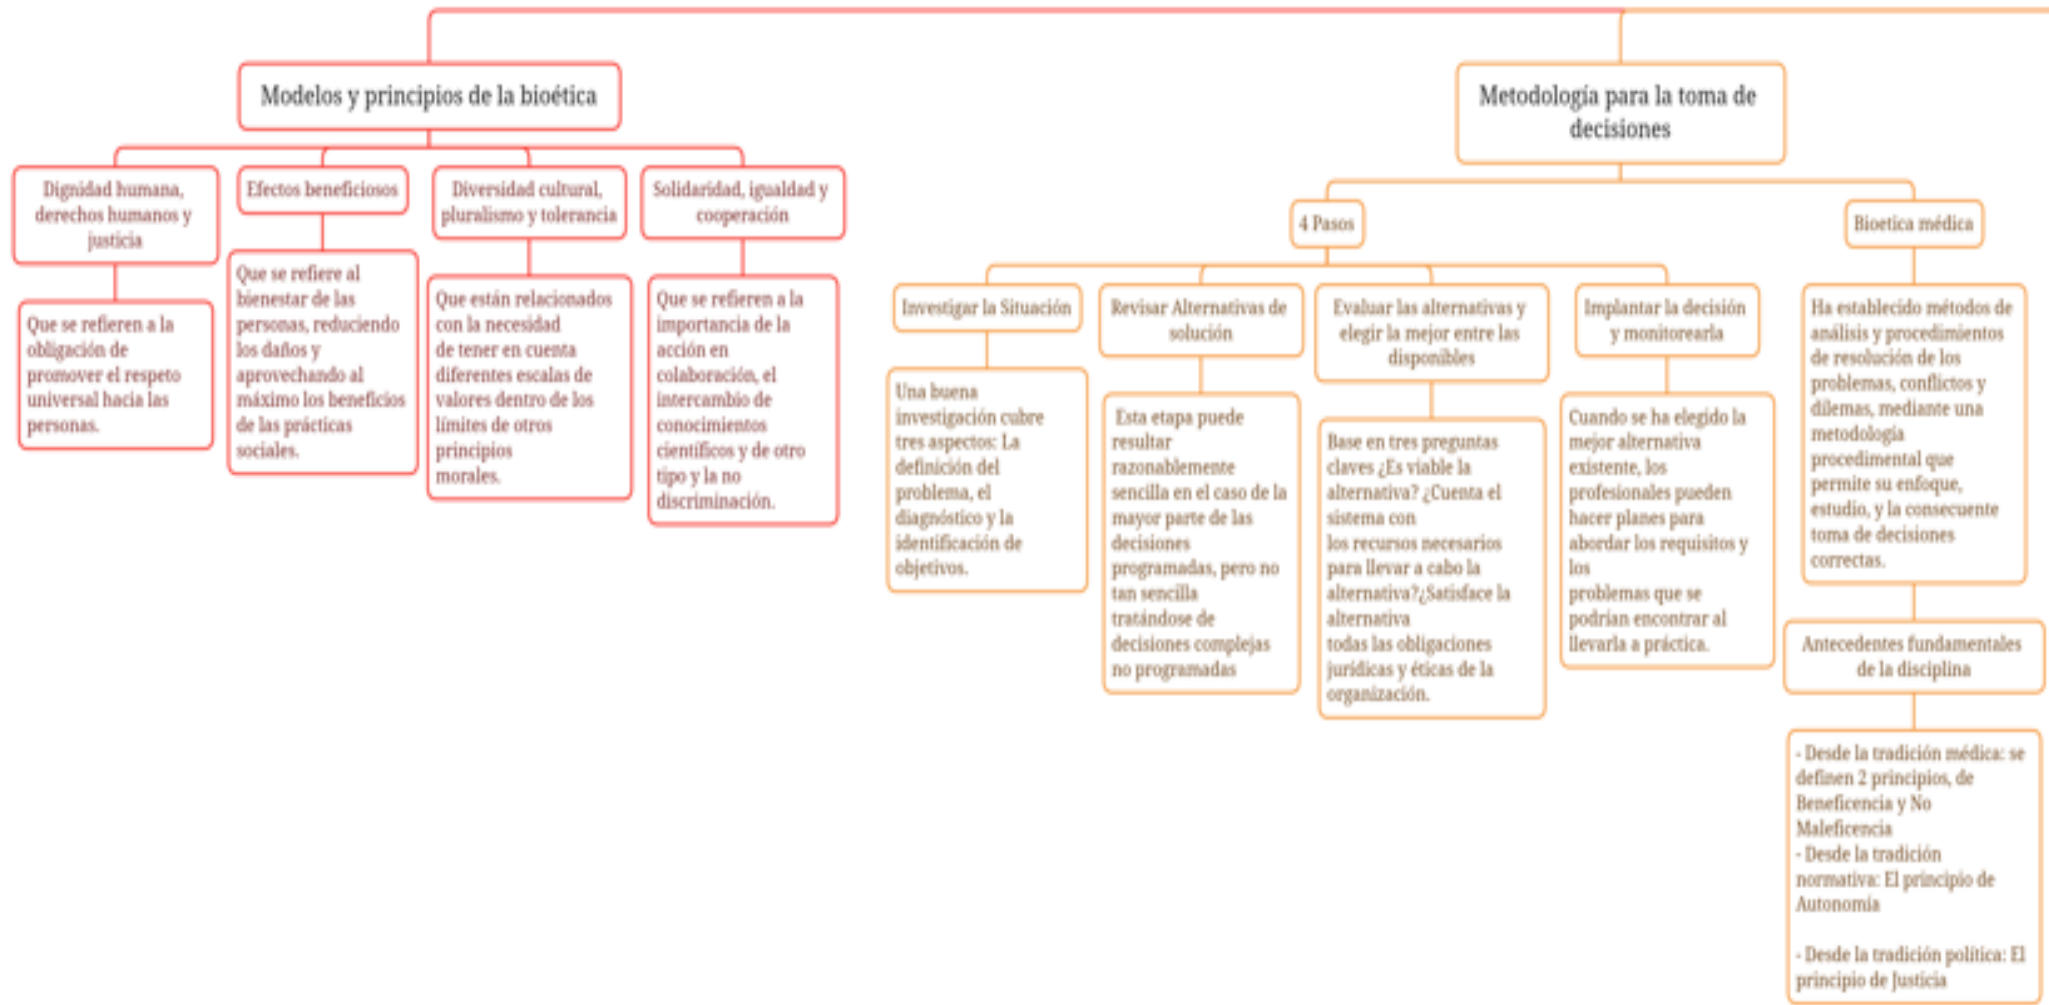 Modelos y principios de la bioética
Dignidad humana,
derechos humanos y
justicia
Que se refieren a la
obligación de
promover el respeto
universal hacia las
personas.
Efectos beneficiosos
Que se refiere al
bienestar de las
personas, reduciendo
los daños y
aprovechando al
máximo los beneficios
de las prácticas
sociales.
Diversidad cultural,
pluralismo y tolerancia
Que están relacionados
con la necesidad
de tener en cuenta
diferentes escalas de
valores dentro de los
límites de otros
principios
morales.
Solidaridad, igualdad y
cooperación
Que se refieren a la
importancia de la
acción en
colaboración, el
intercambio de
conocimientos
científicos y de otro
tipo y la no
discriminación.
Metodología para la toma de
decisiones
4 Pasos
Investigar la Situación
Una buena
investigación cubre
tres aspectos: La
definición del
problema, el
diagnóstico y la
identificación de
objetivos.
Revisar Alternativas de
solución
Esta etapa puede
resultar
razonablemente
sencilla en el caso de la
mayor parte de las
decisiones
programadas, pero no
tan sencilla
tratándose de
decisiones complejas
no programadas
Evaluar las alternativas y
elegir la mejor entre las
disponibles
Base en tres preguntas
claves ¿Es viable la
alternativa? ¿Cuenta el
sistema con
los recursos necesarios
para llevar a cabo la
alternativa?¿Satisface la
alternativa
todas las obligaciones
jurídicas y éticas de la
organización.
Implantar la decisión
y monitorearla
Cuando se ha elegido la
mejor alternativa
existente, los
profesionales pueden
hacer planes para
abordar los requisitos y
los
problemas que se
podrían encontrar al
llevarla a práctica.
Bioetica médica
Ha establecido métodos de
análisis y procedimientos
de resolución de los
problemas, conflictos y
dilemas, mediante una
metodología
procedimental que
permite su enfoque,
estudio, y la consecuente
toma de decisiones
correctas.
Antecedentes fundamentales
de la disciplina
- Desde la tradición médica: se
definen 2 principios, de
Beneficencia y No
Maleficencia
- Desde la tradición
normativa: El principio de
Autonomía
- Desde la tradición política: El
principio de Justicia